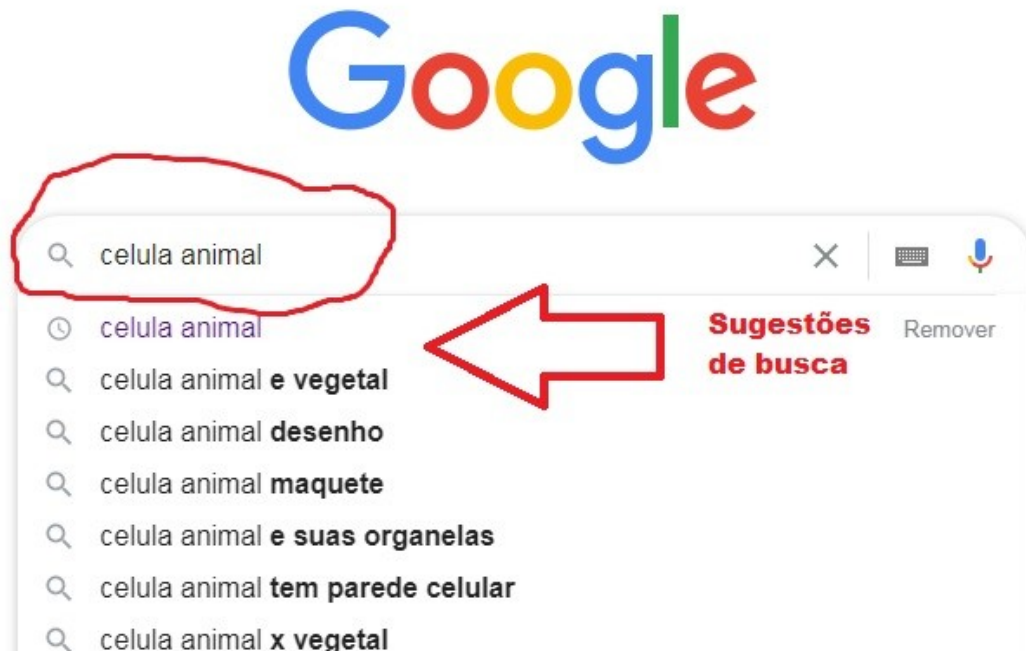 Google
celula animal
celula animal
Sugestões
de busca
Remover
celula animal e vegetal
celula animal desenho
celula animal maquete
celula animal e suas organelas
celula animal tem parede celular
celula animal x vegetal